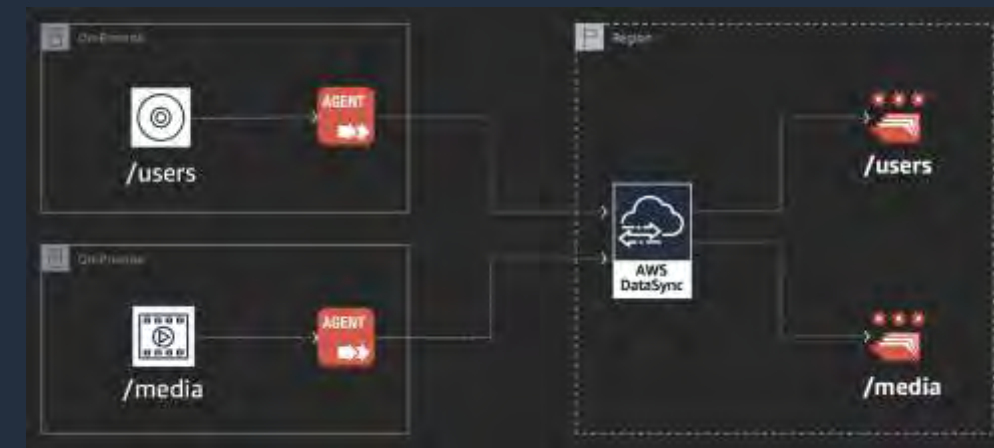 On-Premise
Region
AGENT
/users
/users
AWS
DataSync
On-Premise
AGENT
/media
/media